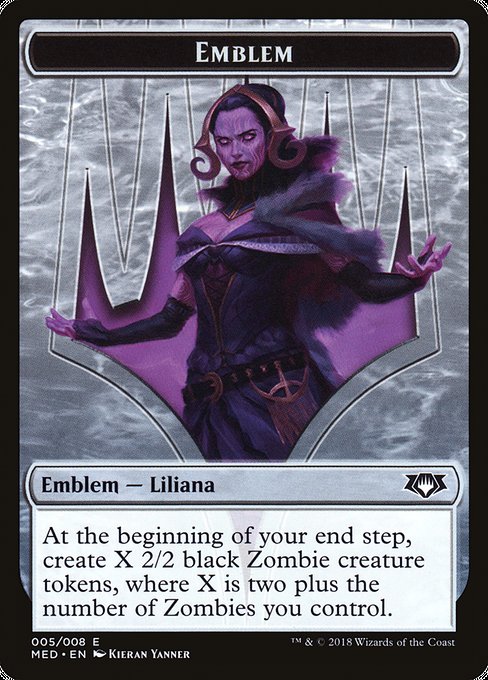 Emblem
Emblem — Liliana
At the beginning of your end step,
create X 2/2 black Zombie creature
tokens, where X is two plus the
number of Zombies you control.
005/008 E
MED • EN Kieran Yanner
™ & © 2018 Wizards of the Coast